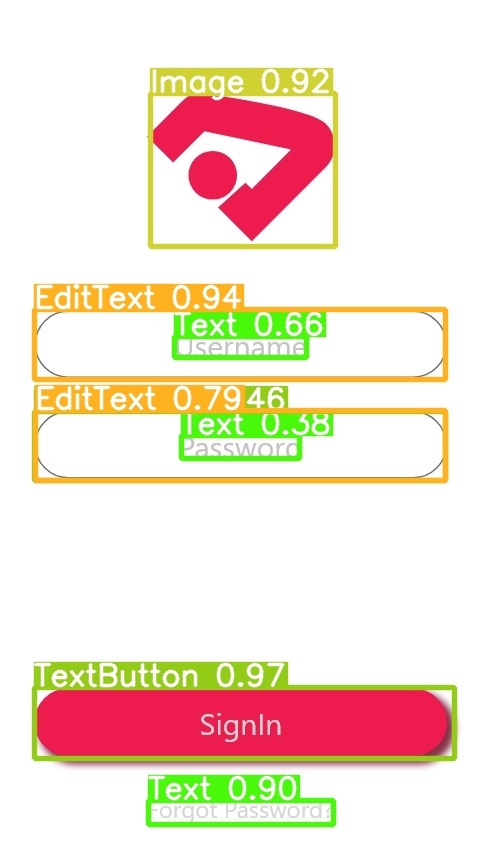 Image 0.92
EditText 0.94
Text 0.66
Username
EditText 0.79 46
Text 0.38
Password
TextButton 0.97
SignIn
Text 0.90
Forgot Password?